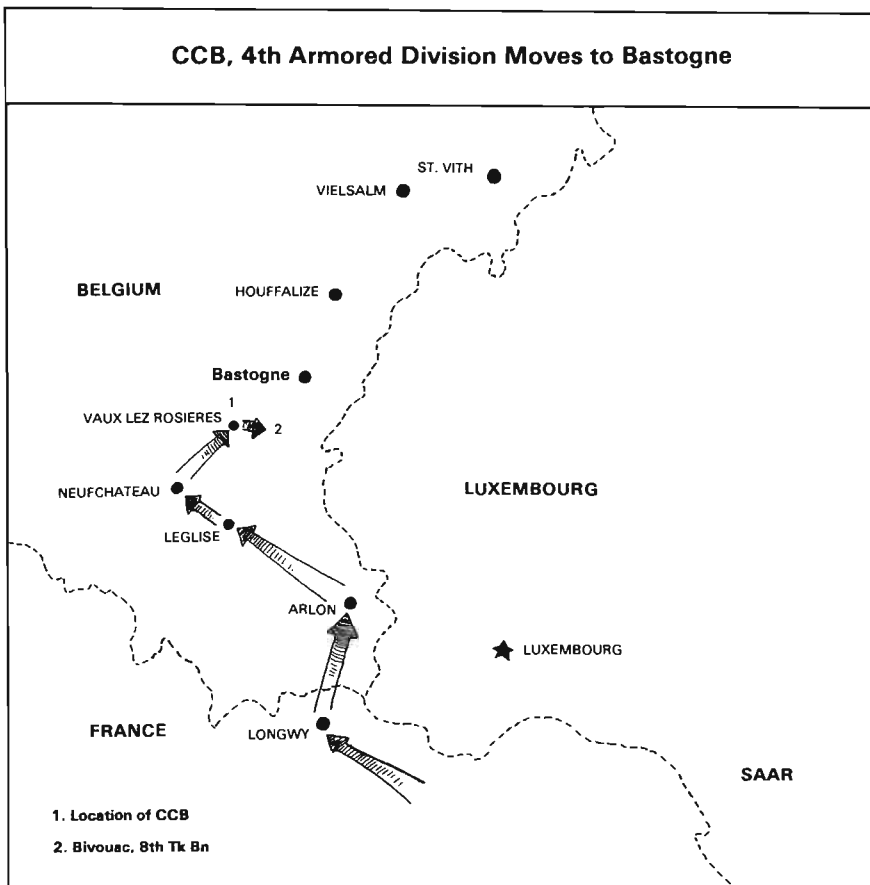 CCB, 4th Armored Division Moves to Bastogne
ST. VITH
VIELSALM
BELGIUM
HOUFFALIZE
Bastogne
1
VAUX LEZ ROSIERES
2
NEUFCHATEAU
LUXEMBOURG
LEGLISE
ARLON
LUXEMBOURG
FRANCE
LONGWY
SAAR
1. Location of CCB
2. Bivouac, 8th Tk Bn